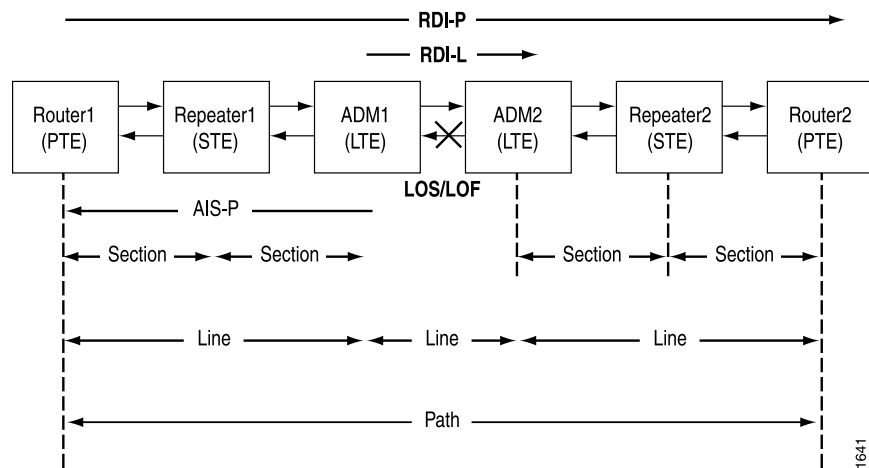 RDI-P
RDI-L
Router1
(PTE)
Repeater1
(STE)
ADM1
(LTE)
ADM2
(LTE)
Repeater2
(STE)
Router2
(PTE)
LOS/LOF
AIS-P
Section
Section
Section
Section
Line
Line
Line
Path
1641